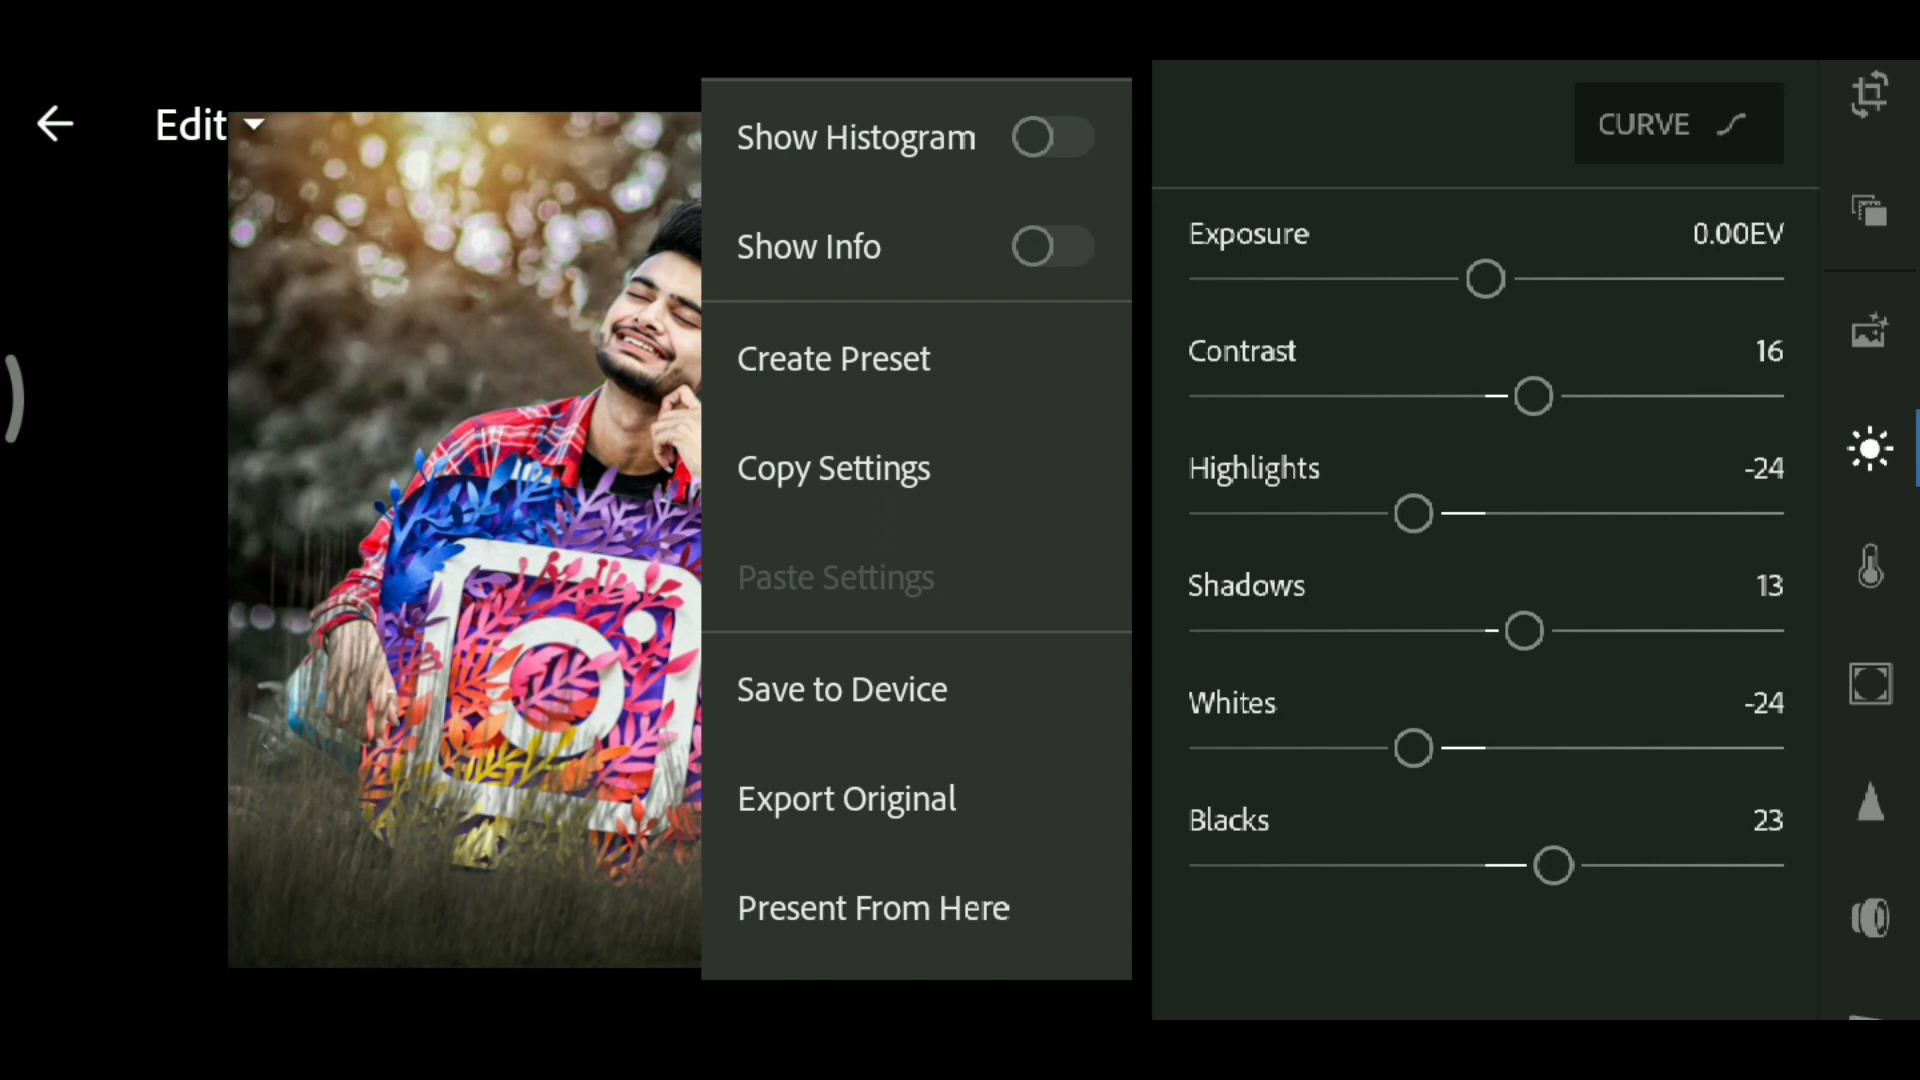 Edit
Show Histogram
Show Info
Create Preset
Copy Settings
Paste Settings
Save to Device
Export Original
Present From Here
CURVE
Exposure 0.00EV
Contrast 16
Highlights -24
Shadows 13
Whites -24
Blacks 23